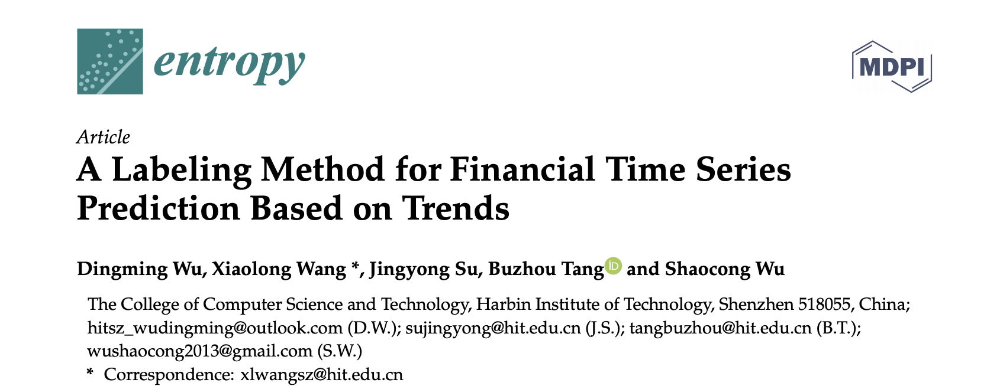 entropy
MDPI
Article
A Labeling Method for Financial Time Series
Prediction Based on Trends
Dingming Wu, Xiaolong Wang *, Jingyong Su, Buzhou Tang iD and Shaocong Wu
The College of Computer Science and Technology, Harbin Institute of Technology, Shenzhen 518055, China;
hitsz_wudingming@outlook.com (D.W.); sujingyong@hit.edu.cn (J.S.); tangbuzhou@hit.edu.cn (B.T.);
wushaocong2013@gmail.com (S.W.)
* Correspondence: xlwangsz@hit.edu.cn